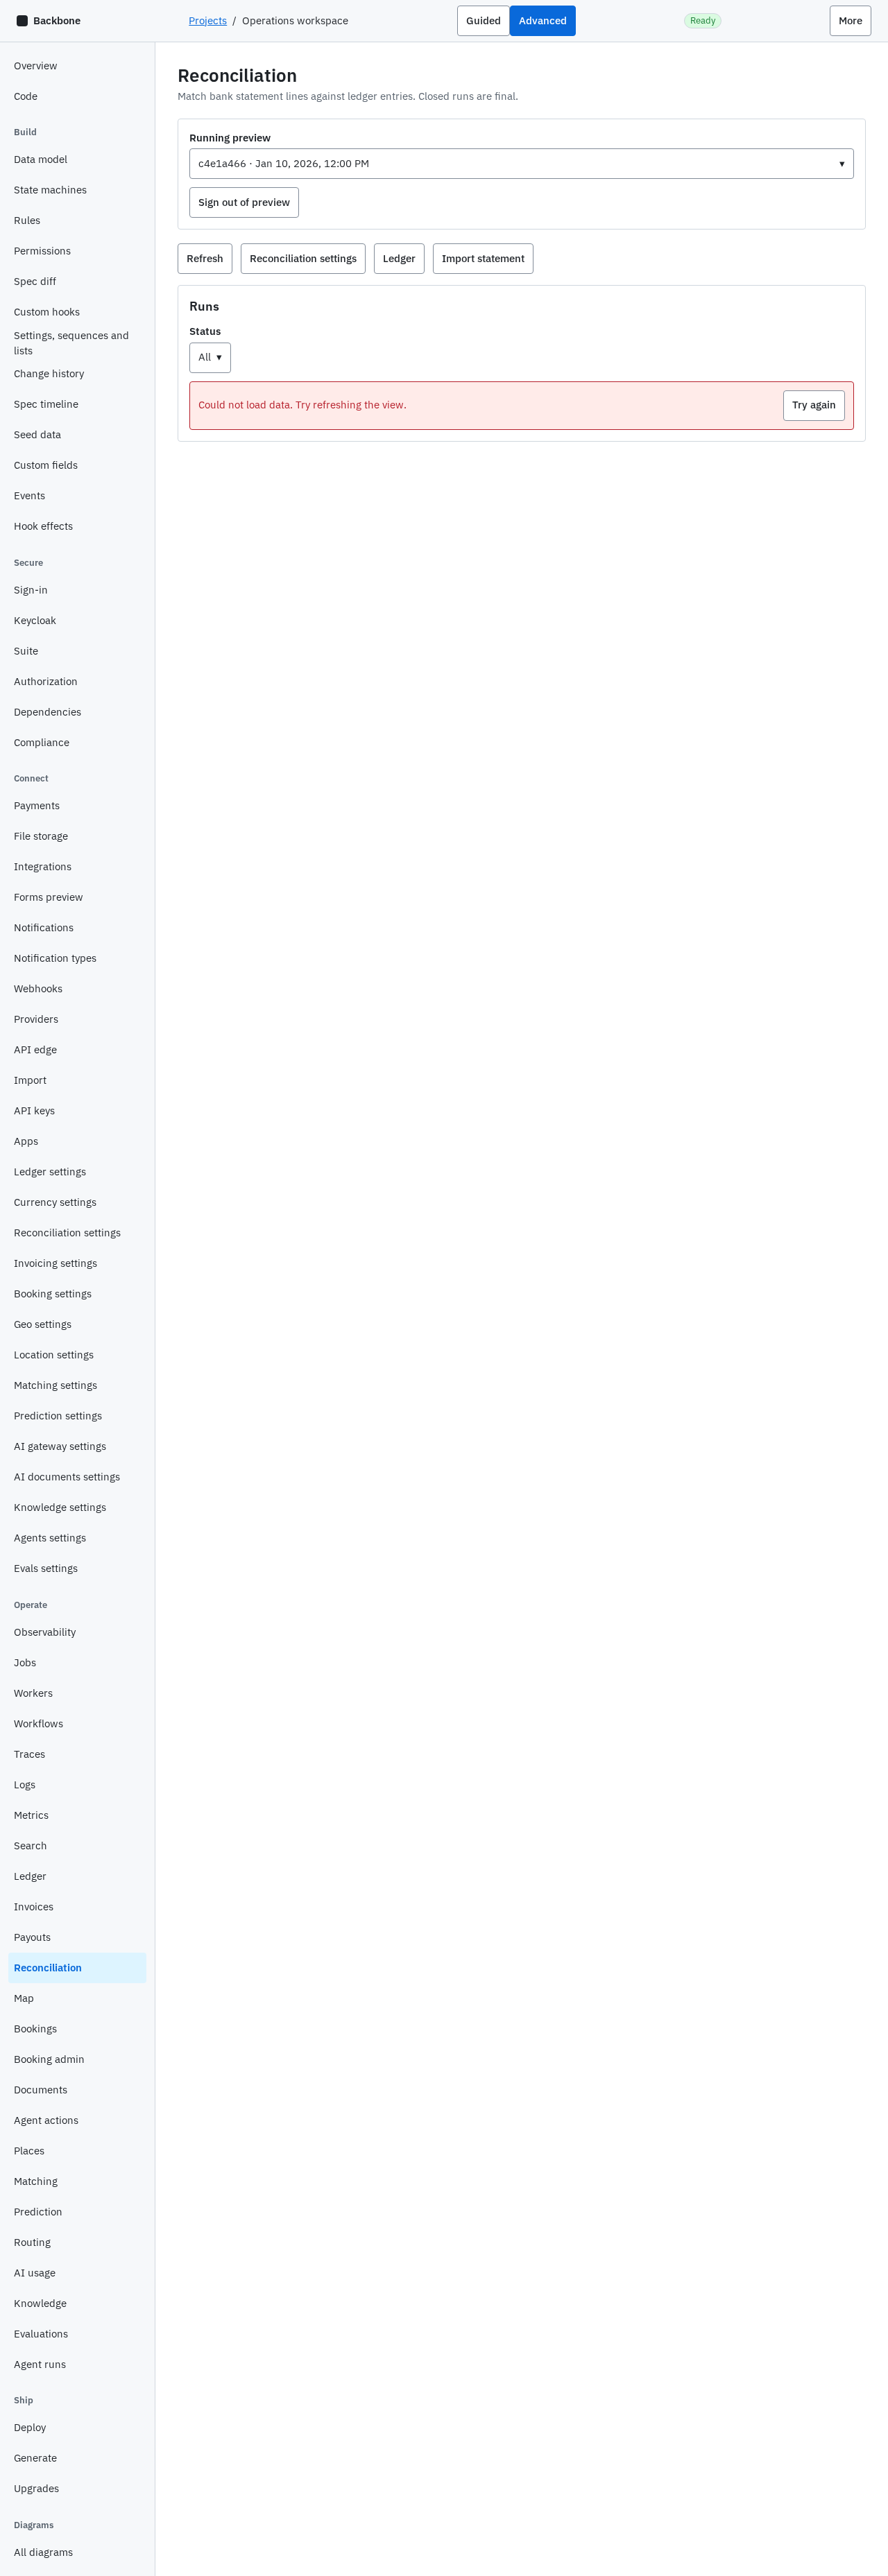 Backbone
Projects / Operations workspace
Guided
Advanced
Ready
More
Overview
Code
Build
Data model
State machines
Rules
Permissions
Spec diff
Custom hooks
Settings, sequences and
lists
Change history
Spec timeline
Seed data
Custom fields
Events
Hook effects
Secure
Sign-in
Keycloak
Suite
Authorization
Dependencies
Compliance
Connect
Payments
File storage
Integrations
Forms preview
Notifications
Notification types
Webhooks
Providers
API edge
Import
API keys
Apps
Ledger settings
Currency settings
Reconciliation settings
Invoicing settings
Booking settings
Geo settings
Location settings
Matching settings
Prediction settings
AI gateway settings
AI documents settings
Knowledge settings
Agents settings
Evals settings
Operate
Observability
Jobs
Workers
Workflows
Traces
Logs
Metrics
Search
Ledger
Invoices
Payouts
Reconciliation
Map
Bookings
Booking admin
Documents
Agent actions
Places
Matching
Prediction
Routing
AI usage
Knowledge
Evaluations
Agent runs
Ship
Deploy
Generate
Upgrades
Diagrams
All diagrams
Reconciliation
Match bank statement lines against ledger entries. Closed runs are final.
Running preview
c4e1a466 · Jan 10, 2026, 12:00 PM
Sign out of preview
Refresh
Reconciliation settings
Ledger
Import statement
Runs
Status
All
Could not load data. Try refreshing the view.
Try again